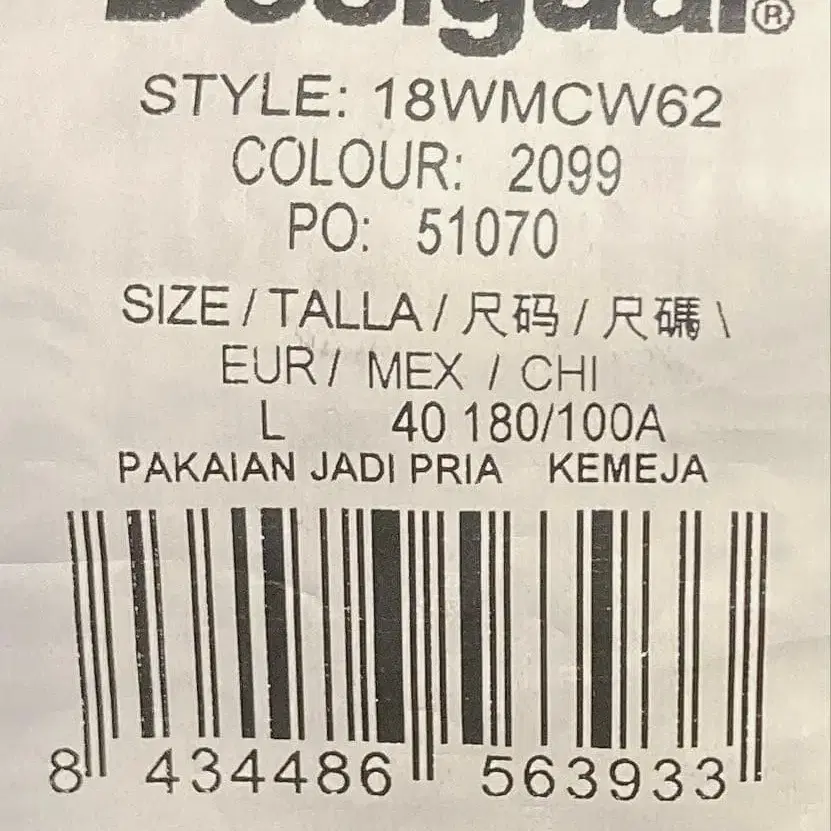 Desigual®
STYLE: 18WMCW62
COLOUR: 2099
PO: 51070
SIZE / TALLA / 尺码 / 尺碼 \
EUR / MEX / CHI
L 40 180/100A
PAKAIAN JADI PRIA KEMEJA
8 434486 563933